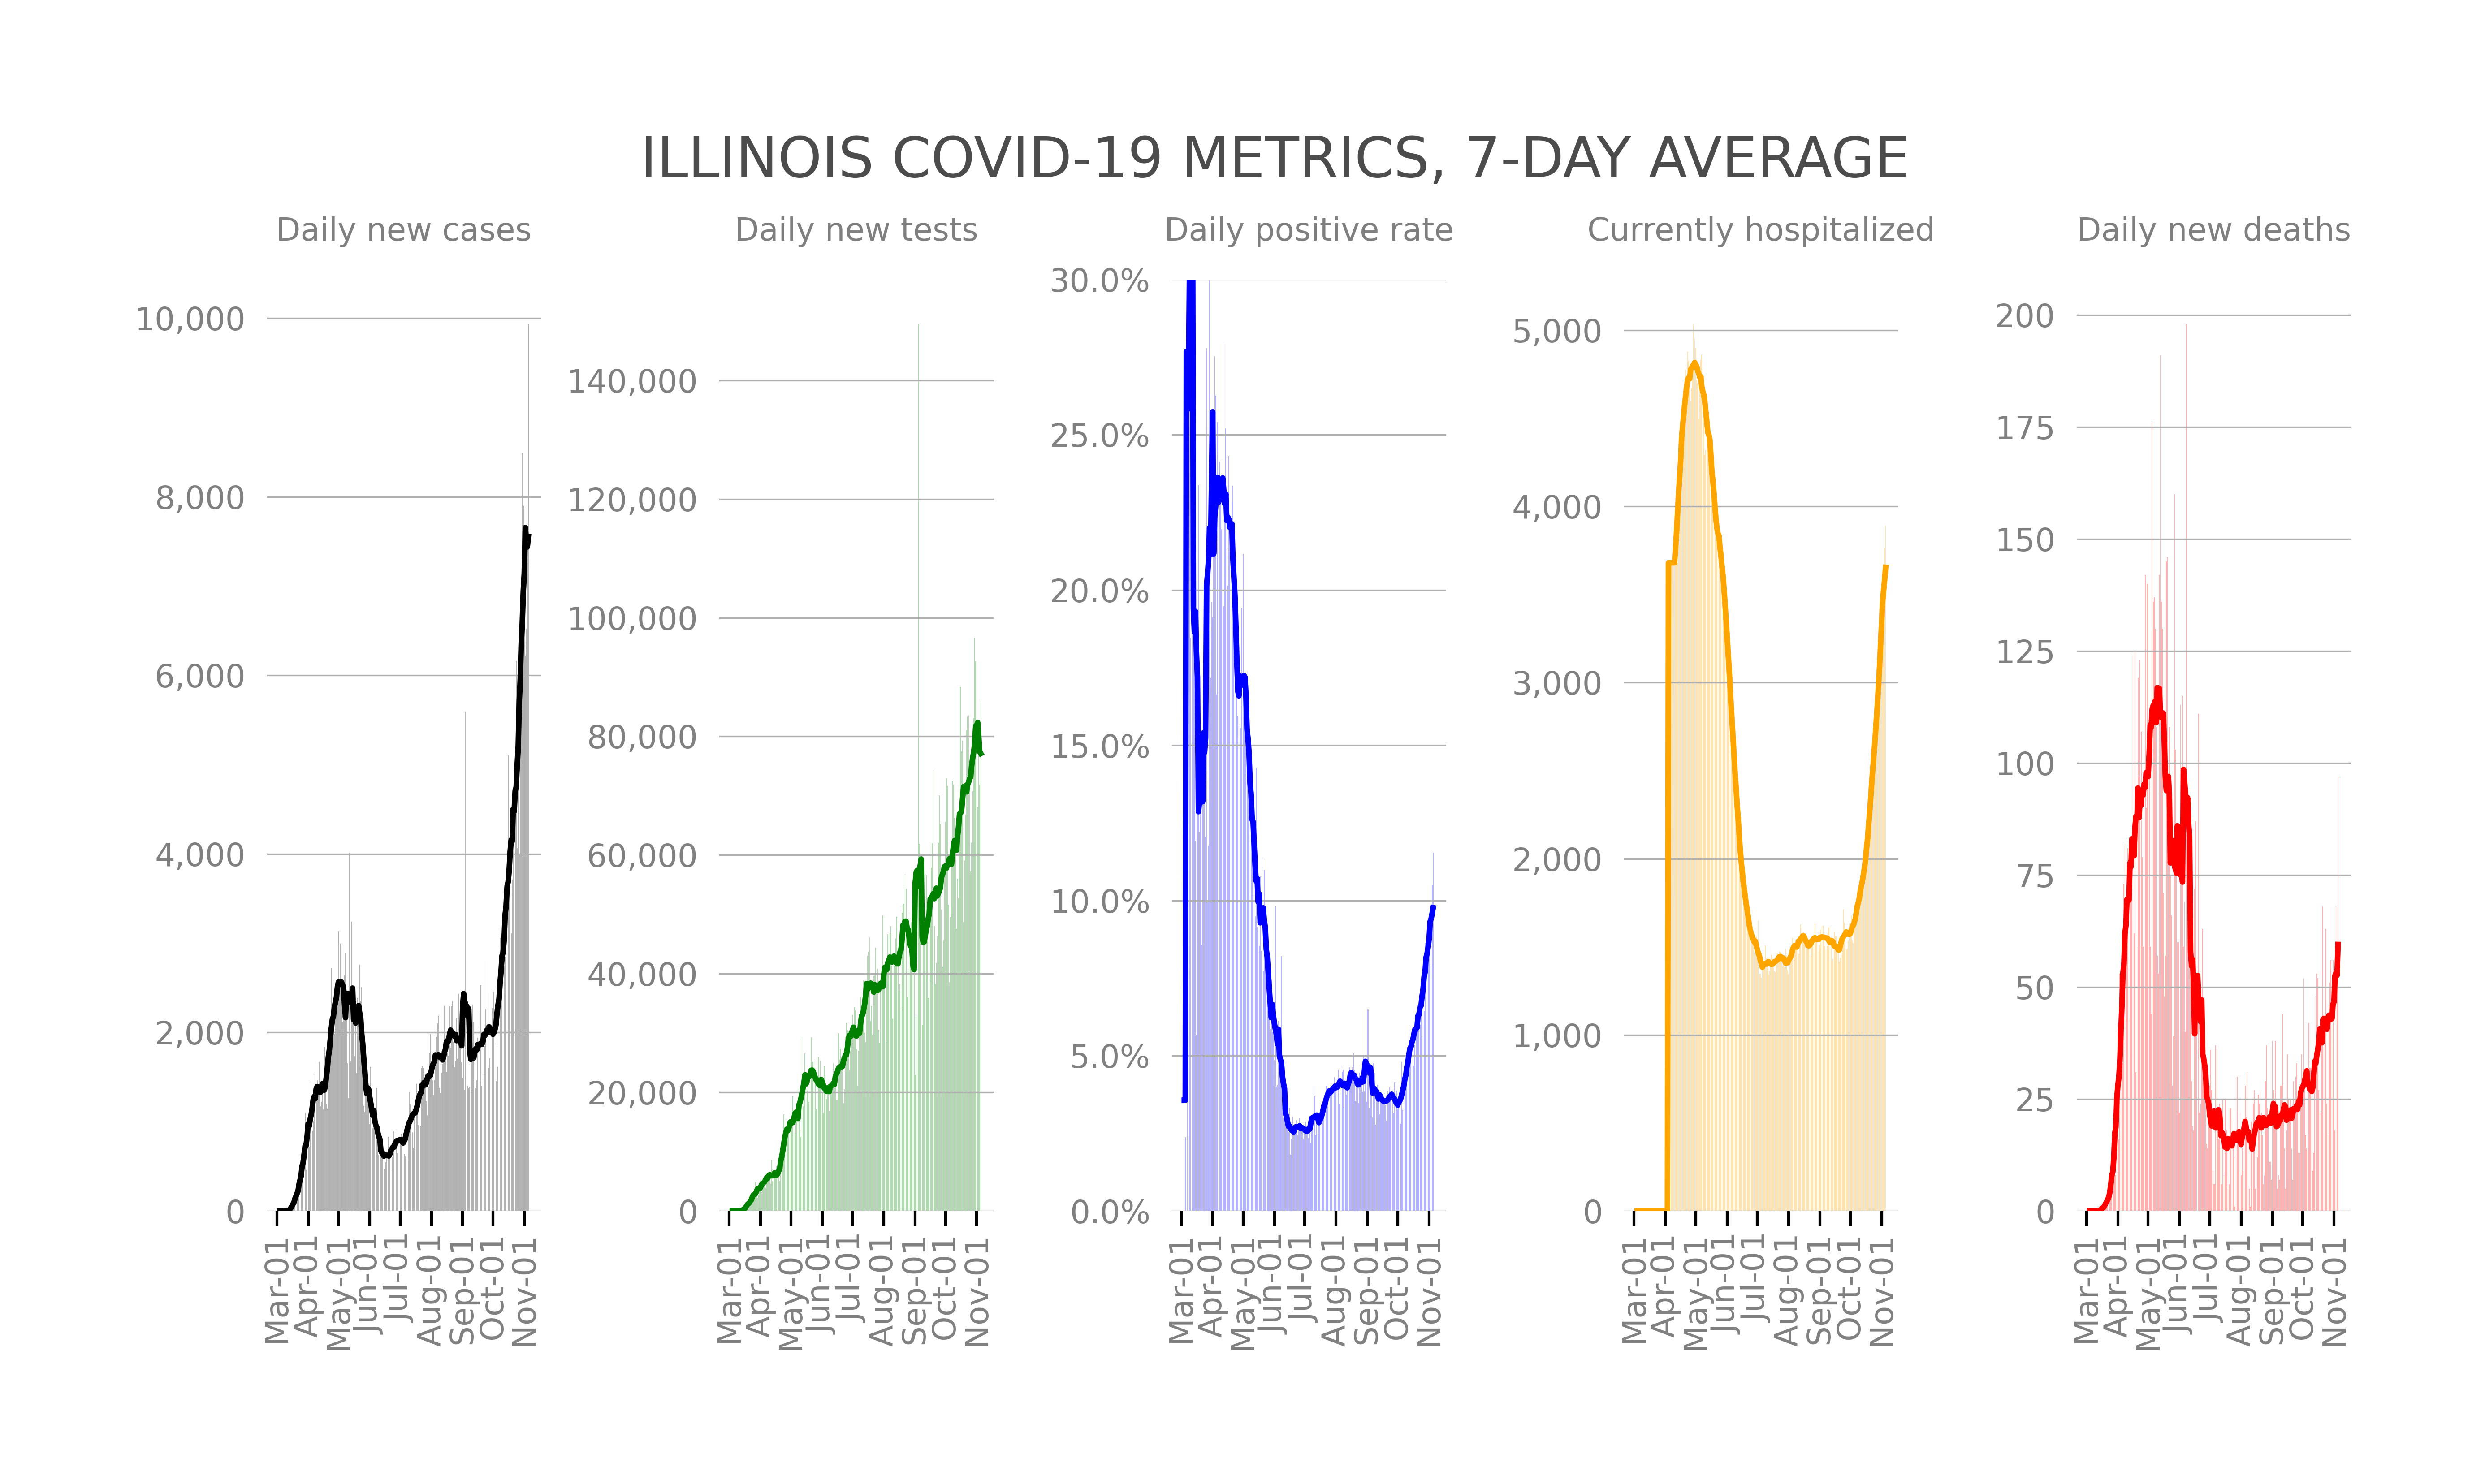 ILLINOIS COVID-19 METRICS, 7-DAY AVERAGE
Daily new cases
10,000
8,000
6,000
4,000
2,000
0
Mar-01
Apr-01
May-01
Jun-01
Jul-01
Aug-01
Sep-01
Oct-01
Nov-01
Daily new tests
140,000
120,000
100,000
80,000
60,000
40,000
20,000
0
Mar-01
Apr-01
May-01
Jun-01
Jul-01
Aug-01
Sep-01
Oct-01
Nov-01
Daily positive rate
30.0%
25.0%
20.0%
15.0%
10.0%
5.0%
0.0%
Mar-01
Apr-01
May-01
Jun-01
Jul-01
Aug-01
Sep-01
Oct-01
Nov-01
Currently hospitalized
5,000
4,000
3,000
2,000
1,000
0
Mar-01
Apr-01
May-01
Jun-01
Jul-01
Aug-01
Sep-01
Oct-01
Nov-01
Daily new deaths
200
175
150
125
100
75
50
25
0
Mar-01
Apr-01
May-01
Jun-01
Jul-01
Aug-01
Sep-01
Oct-01
Nov-01